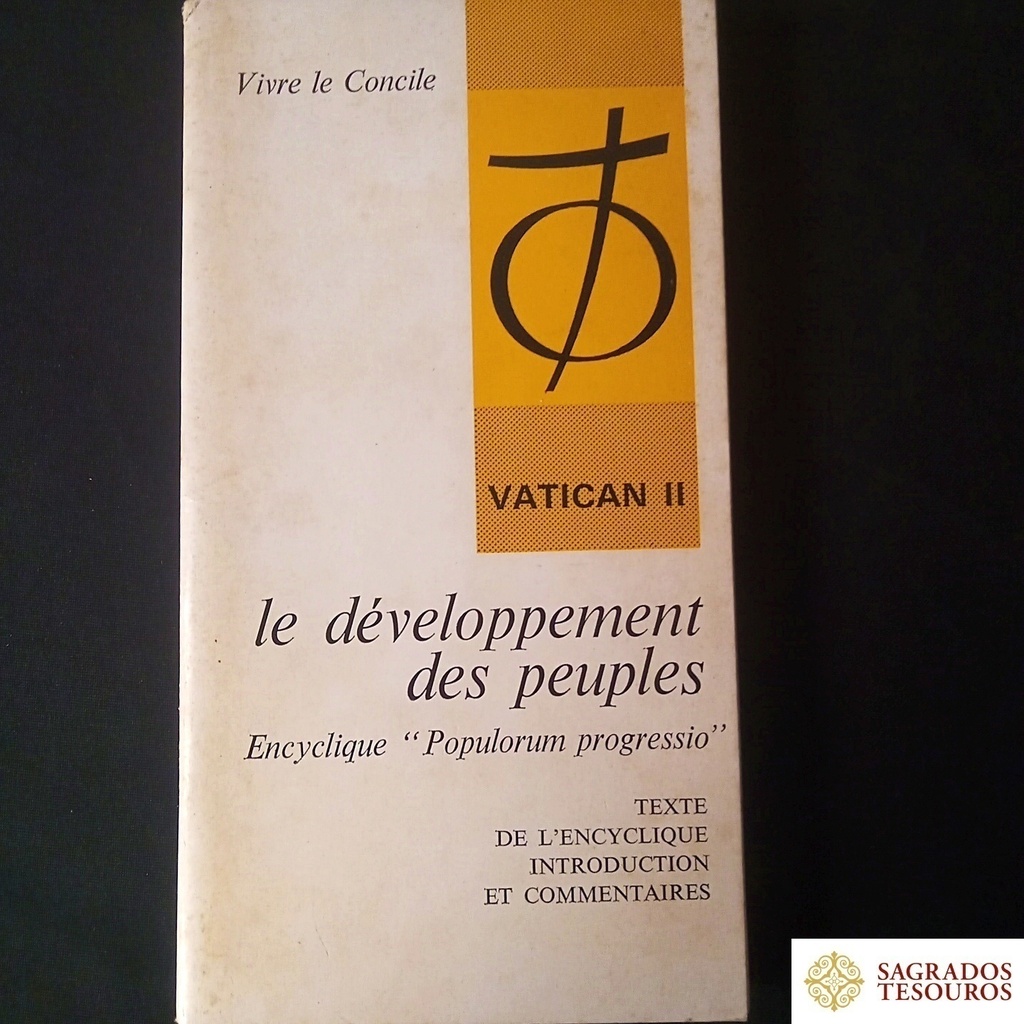 Vivre le Concile
VATICAN II
le développement
des peuples
Encyclique “Populorum progressio”
TEXTE
DE L'ENCYCLIQUE
INTRODUCTION
ET COMMENTAIRES
SAGRADOS
TESOUROS